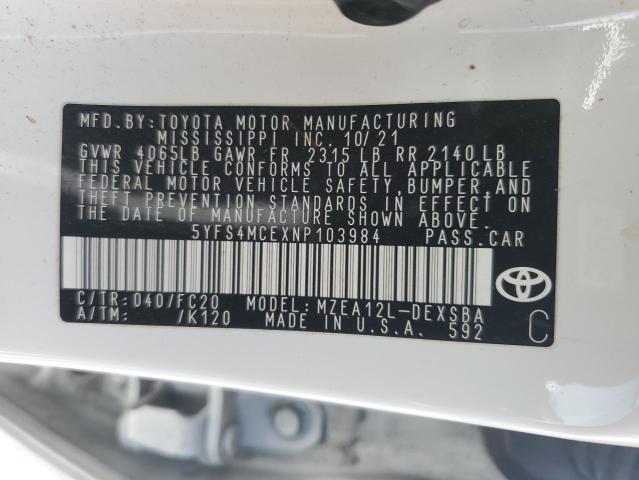 MFD. BY: TOYOTA MOTOR MANUFACTURING
MISSISSIPPI INC. 10/21
GVWR 4065LB GAWR FR 2315 LB RR 2140 LB
THIS VEHICLE CONFORMS TO ALL APPLICABLE
FEDERAL MOTOR VEHICLE SAFETY, BUMPER, AND
THEFT PREVENTION STANDARDS IN EFFECT ON
THE DATE OF MANUFACTURE SHOWN ABOVE.
5YFS4MCEXNP103984 PASS. CAR
C/TR: 040/FC20 MODEL: MZEA12L-DEXSBA
A/TM: /K120 MADE IN U.S.A. 592
C